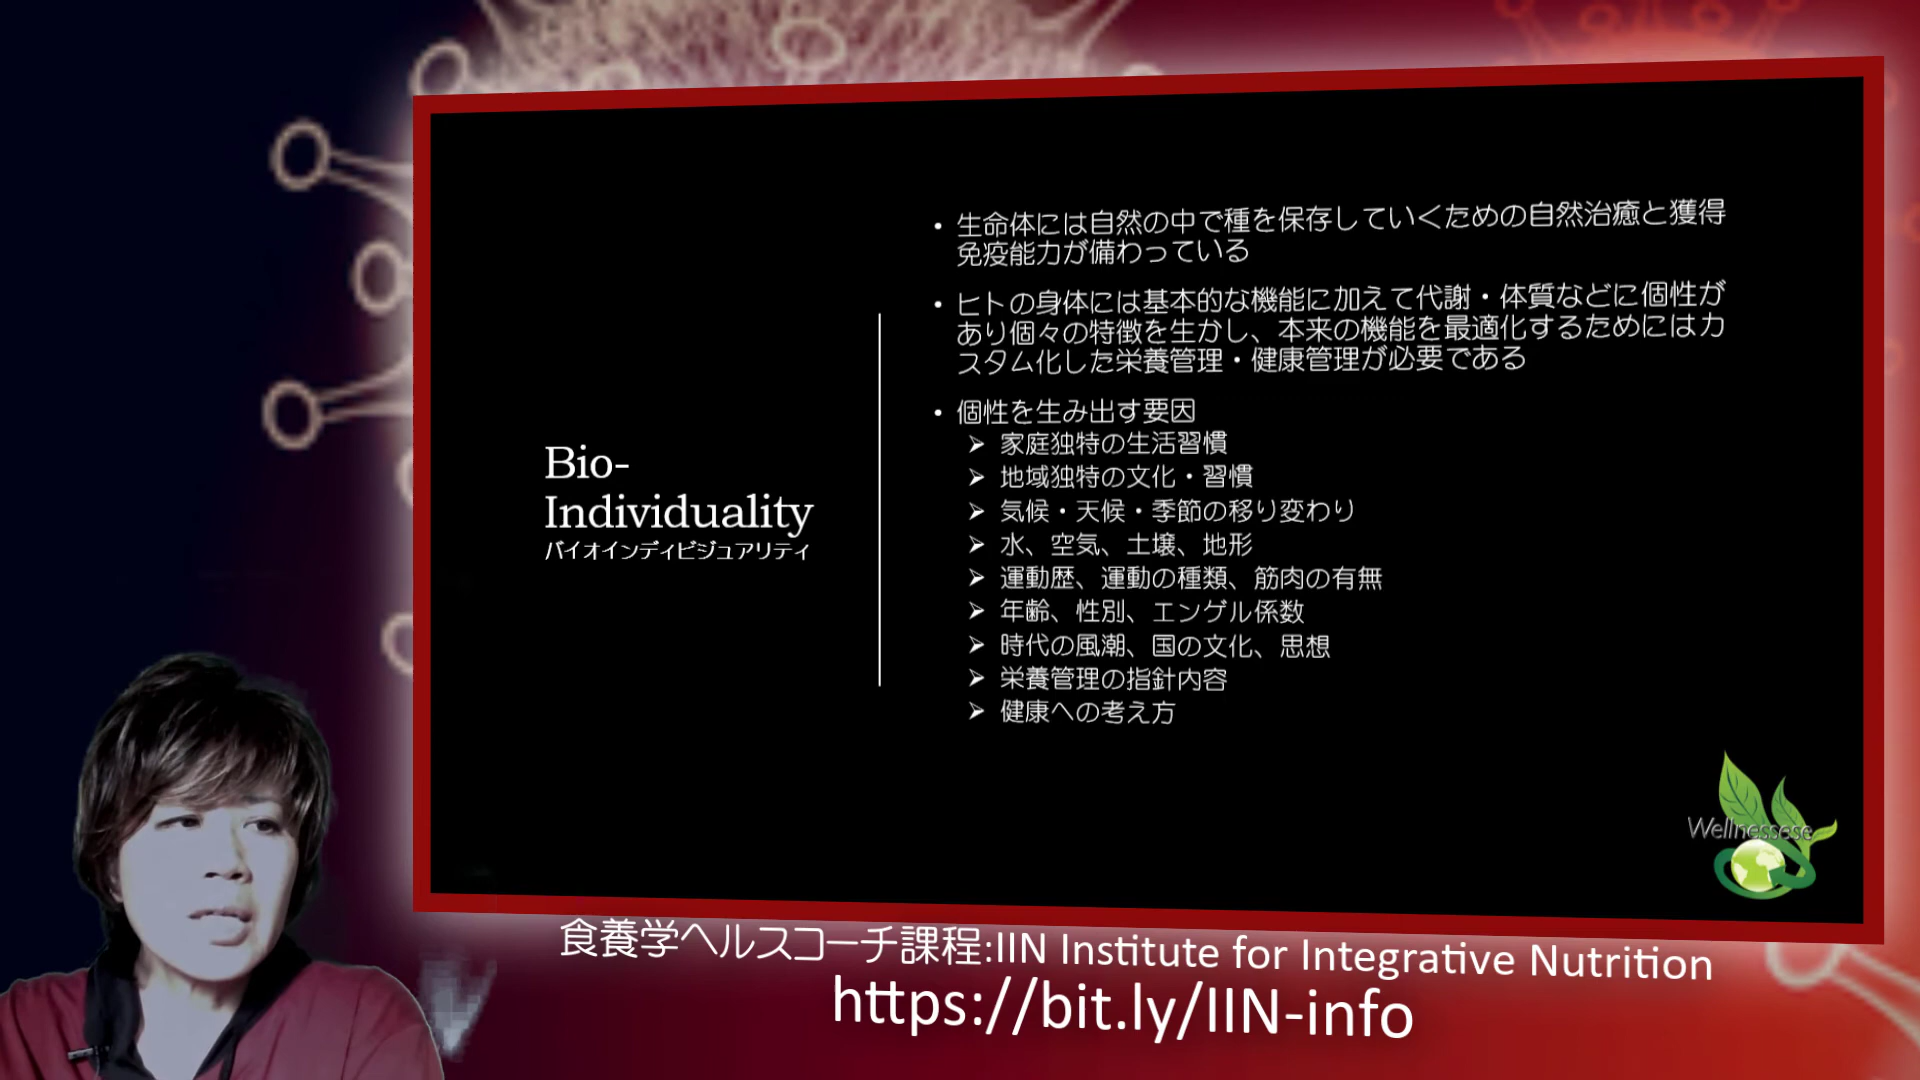 Bio-
Individuality
バイオインディビジュアリティ
• 生命体には自然の中で種を保存していくための自然治癒と獲得
免疫能力が備わっている
• ヒトの身体には基本的な機能に加えて代謝・体質などに個性が
あり個々の特徴を生かし、本来の機能を最適化するためにはカ
スタム化した栄養管理・健康管理が必要である
• 個性を生み出す要因
➢ 家庭独特の生活習慣
➢ 地域独特の文化・習慣
➢ 気候・天候・季節の移り変わり
➢ 水、空気、土壌、地形
➢ 運動歴、運動の種類、筋肉の有無
➢ 年齢、性別、エンゲル係数
➢ 時代の風潮、国の文化、思想
➢ 栄養管理の指針内容
➢ 健康への考え方
Wellnessese
食養学ヘルスコーチ課程:IIN Institute for Integrative Nutrition
https://bit.ly/IIN-info